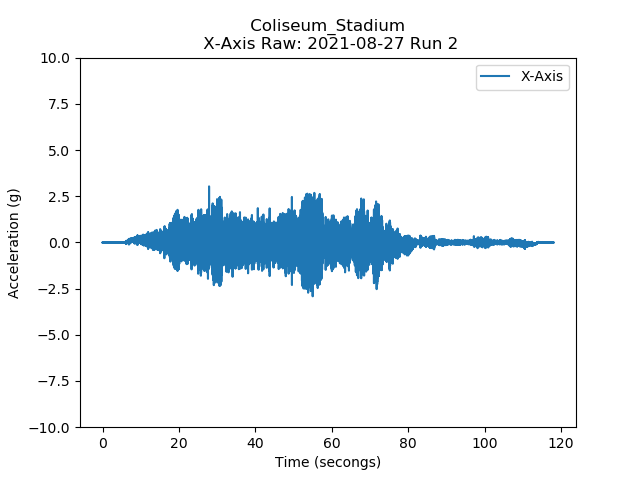 Coliseum_Stadium
X-Axis Raw: 2021-08-27 Run 2
10.0
7.5
5.0
2.5
0.0
−2.5
−5.0
−7.5
−10.0
Acceleration (g)
X-Axis
0 20 40 60 80 100 120
Time (secongs)